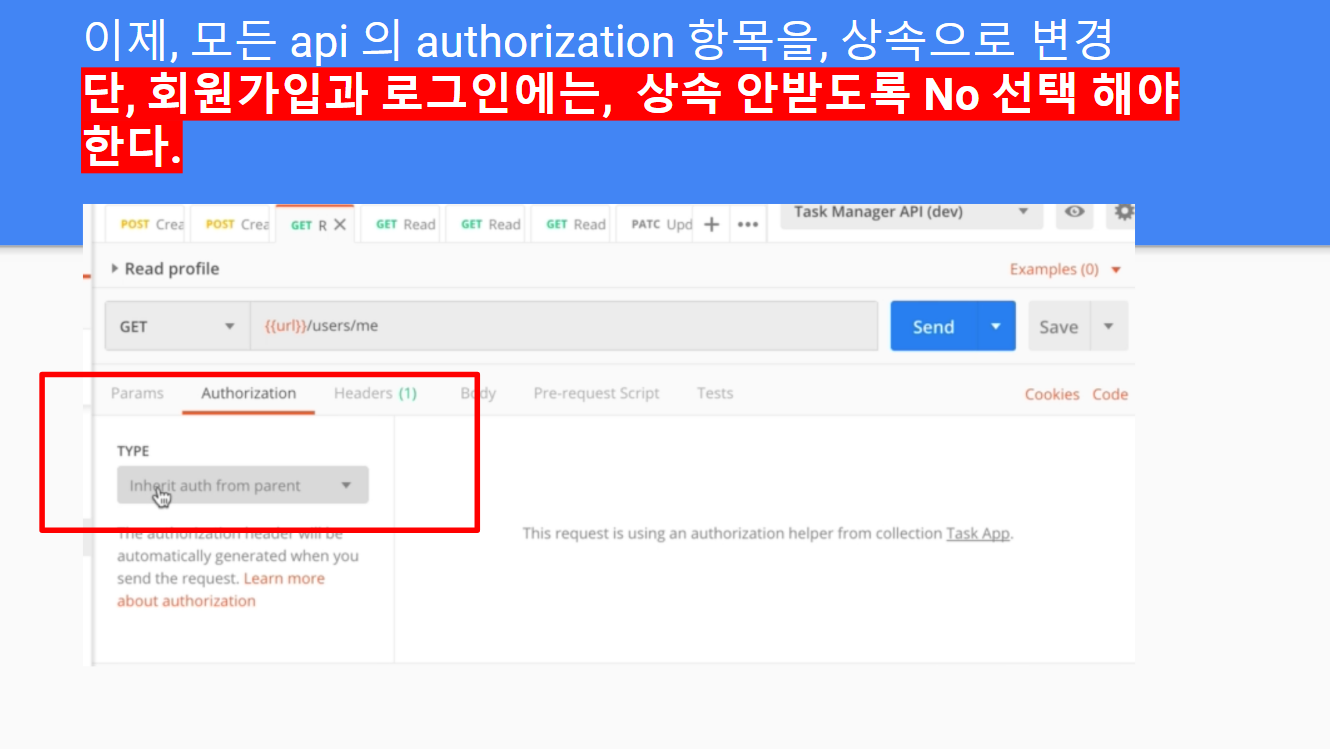 이제, 모든 api 의 authorization 항목을, 상속으로 변경
단, 회원가입과 로그인에는, 상속 안받도록 No 선택 해야
한다.
POST Crea POST Crea GET R GET Read GET Read GET Read PATC Upd + ••• Task Manager API (dev)
Read profile Examples (0)
GET {{url}}/users/me Send Save
Params Authorization Headers (1) Body Pre-request Script Tests Cookies Code
TYPE
Inherit auth from parent
The authorization header will be
automatically generated when you
send the request. Learn more
about authorization
This request is using an authorization helper from collection Task App.